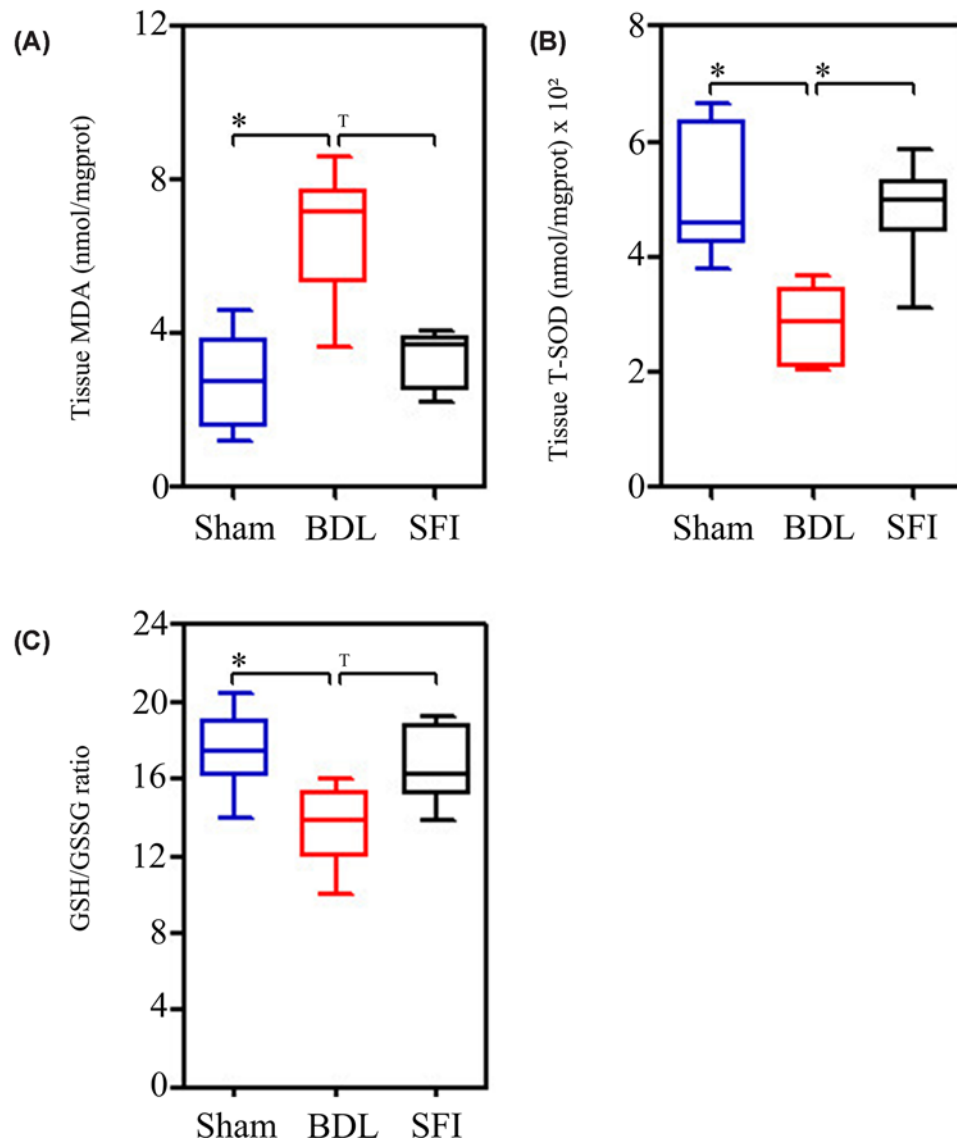 (A)
Tissue MDA (nmol/mgprot)
12
8
4
0
* T
Sham BDL SFI
(B)
Tissue T-SOD (nmol/mgprot) x 10²
8
6
4
2
0
* *
Sham BDL SFI
(C)
GSH/GSSG ratio
24
20
16
12
8
4
0
* T
Sham BDL SFI